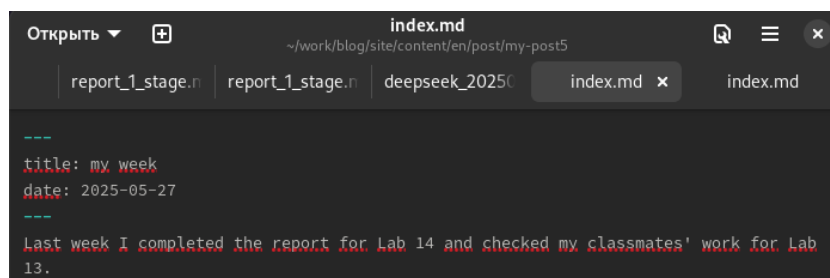 Открыть
index.md
~/work/blog/site/content/en/post/my-post5
report_1_stage.m report_1_stage.m deepseek_20250 index.md index.md
---
title: my week
date: 2025-05-27
---
Last week I completed the report for Lab 14 and checked my classmates' work for Lab
13.